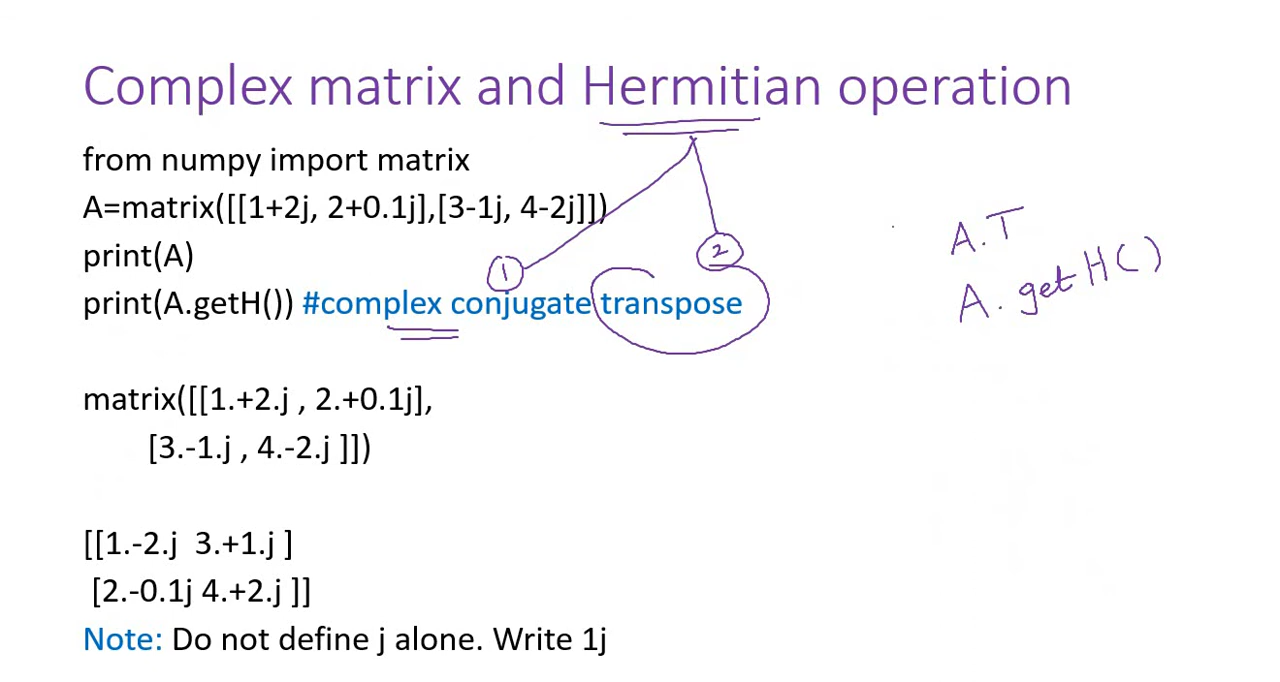 Complex matrix and Hermitian operation
from numpy import matrix
A=matrix([[1+2j, 2+0.1j],[3-1j, 4-2j]])
print(A)
print(A.getH()) #complex conjugate transpose
1
2
A.T
A.getH()
matrix([[1.+2.j , 2.+0.1j],
[3.-1.j , 4.-2.j ]])
[[1.-2.j 3.+1.j ]
[2.-0.1j 4.+2.j ]]
Note: Do not define j alone. Write 1j